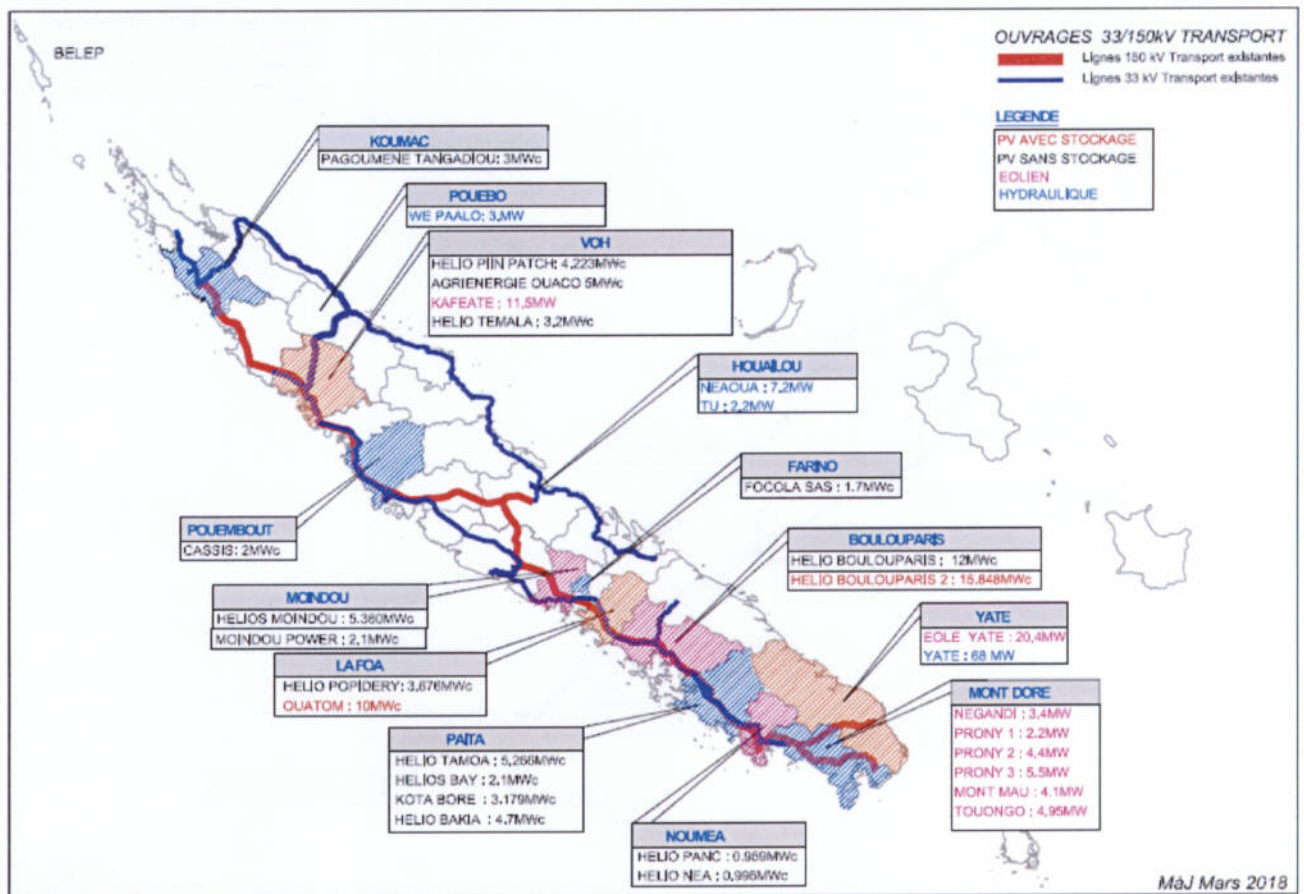 BELEP
OUVRAGES 33/150kV TRANSPORT
Lignes 150 kV Transport existantes
Lignes 33 kV Transport existantes
LEGENDE
PV AVEC STOCKAGE
PV SANS STOCKAGE
EOLIEN
HYDRAULIQUE
KOUMAC
PAGOUMENE TANGADIOU: 3MWc
POUEBO
WE PAALO: 3,MW
VOH
HELIO PIIN PATCH: 4,223MWc
AGRIENERGIE OUACO 5MWc
KAFEATE : 11,5MW
HELIO TEMALA : 3,2MWc
HOUAÏLOU
NEAOUA : 7,2MW
TU : 2,2MW
FARINO
FOCOLA SAS : 1.7MWc
POUEMBOUT
CASSIS: 2MWc
BOULOUPARIS
HELIO BOULOUPARIS : 12MWc
HELIO BOULOUPARIS 2 : 15.848MWc
MOINDOU
HELIOS MOINDOU : 5.360MWc
MOINDOU POWER : 2,1MWc
YATE
EOLE YATE : 20,4MW
YATE : 68 MW
LA FOA
HELIO POPIDERY: 3.676MWc
OUATOM : 10MWc
MONT DORE
NEGANDI : 3.4MW
PRONY 1 : 2.2MW
PRONY 2 : 4,4MW
PRONY 3 : 5.5MW
MONT MAU : 4.1MW
TOUONGO : 4,95MW
PAITA
HELIO TAMOA : 5,266MWc
HELIOS BAY : 2.1MWc
KOTA BORE : 3.179MWc
HELIO BAKIA : 4.7MWc
NOUMEA
HELIO PANC : 0.959MWc
HELIO NEA : 0,996MWc
MàJ Mars 2018